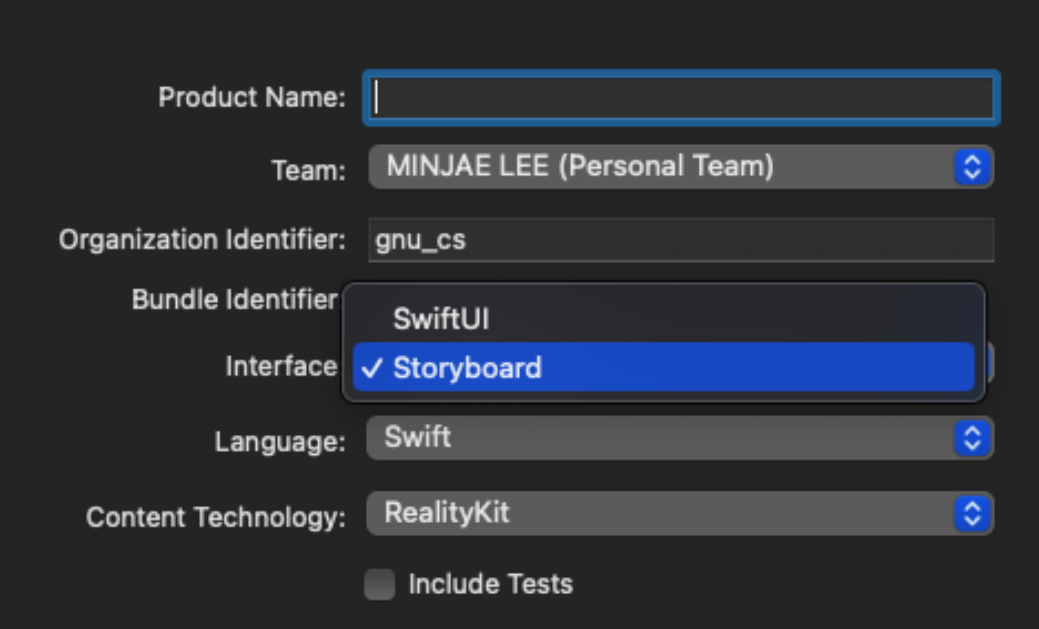 Product Name:
Team: MINJAE LEE (Personal Team)
Organization Identifier: gnu_cs
Bundle Identifier
SwiftUI
Interface ✓ Storyboard
Language: Swift
Content Technology: RealityKit
Include Tests